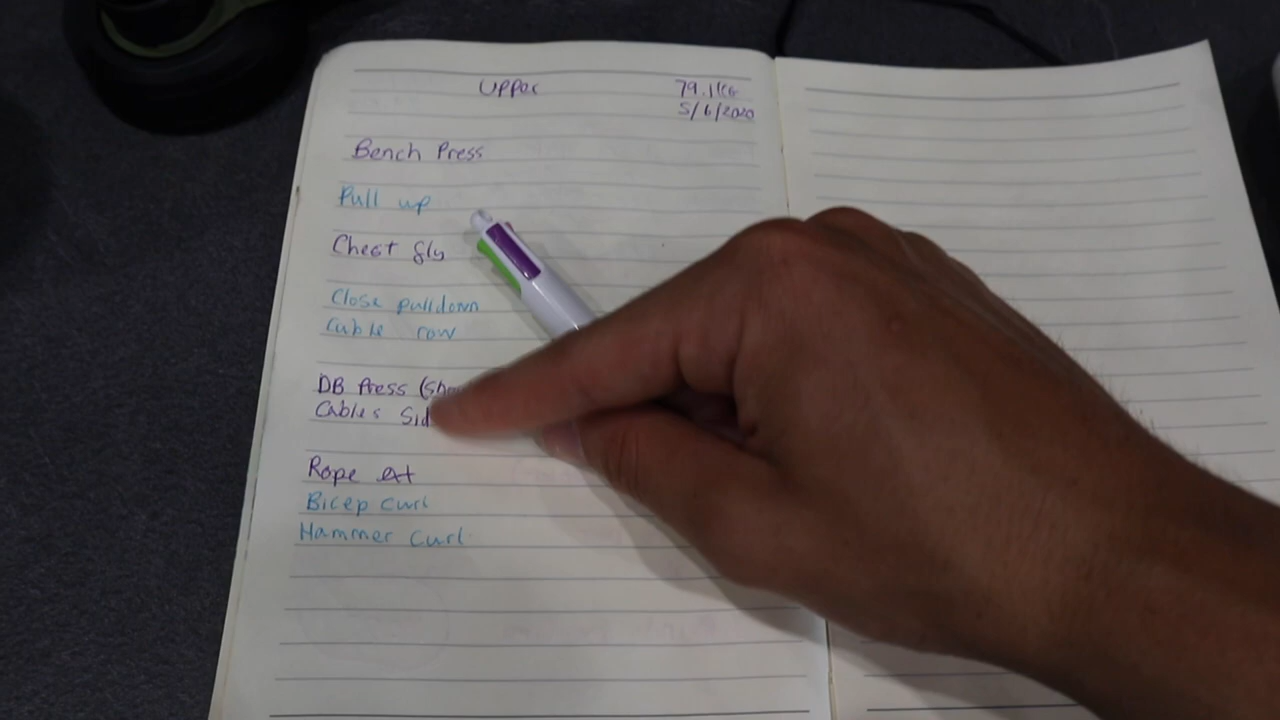 Upper 79.1KG
5/6/2020
Bench Press
Pull up
Chest fly
Close pulldown
Cable row
DB Press
Cables
Rope ext
Bicep curl
Hammer curl